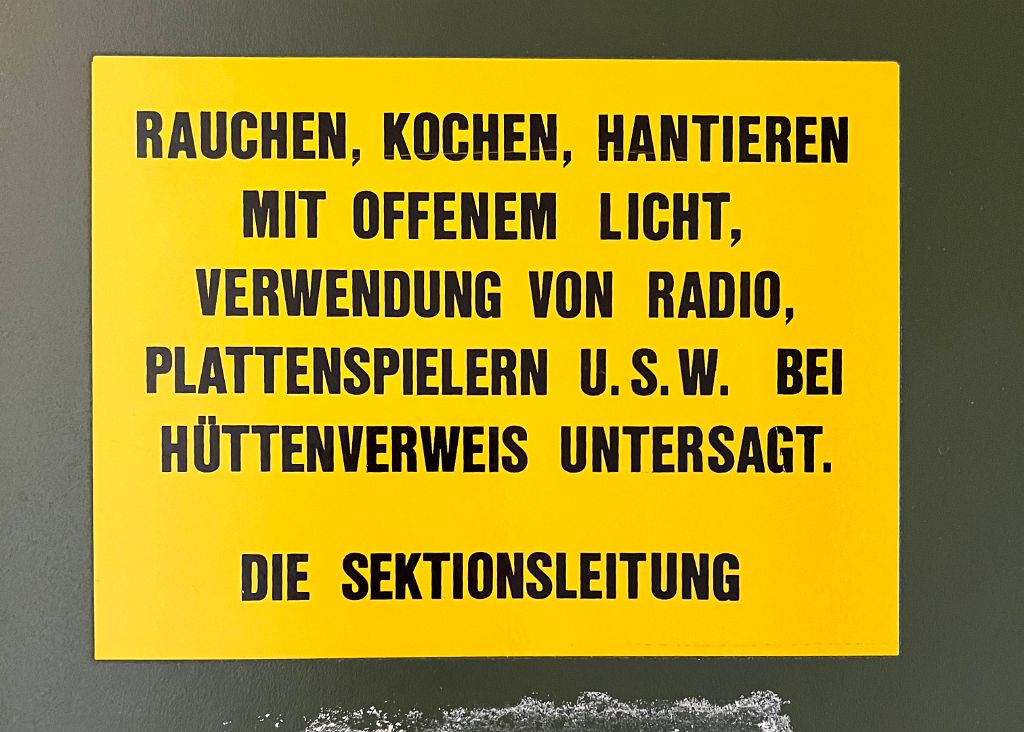 RAUCHEN, KOCHEN, HANTIEREN
MIT OFFENEM LICHT,
VERWENDUNG VON RADIO,
PLATTENSPIELERN U.S.W. BEI
HÜTTENVERWEIS UNTERSAGT.
DIE SEKTIONSLEITUNG